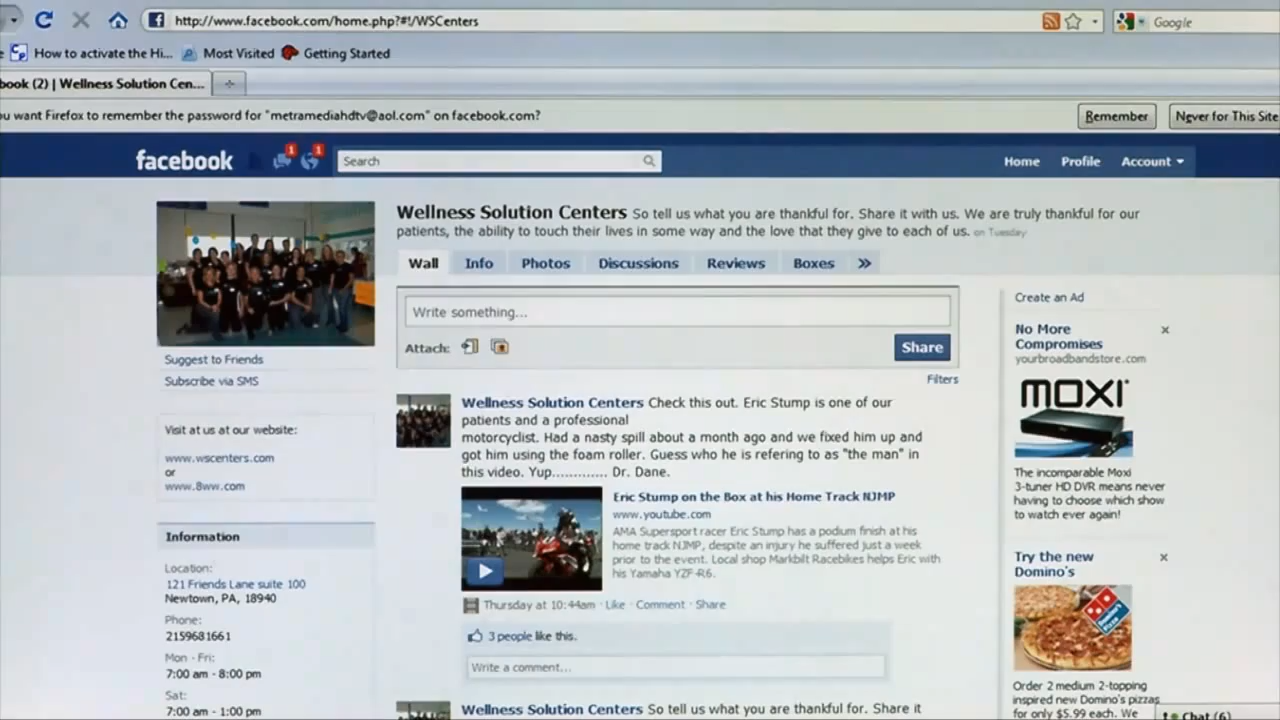 http://www.facebook.com/home.php?#!/WSCenters
Google
How to activate the Hi...
Most Visited
Getting Started
book (2) | Wellness Solution Cen...
u want Firefox to remember the password for "metramediahdtv@aol.com" on facebook.com?
Remember
Never for This Site
facebook
1
1
Search
Home
Profile
Account
Wellness Solution Centers So tell us what you are thankful for. Share it with us. We are truly thankful for our
patients, the ability to touch their lives in some way and the love that they give to each of us. on Tuesday
Wall
Info
Photos
Discussions
Reviews
Boxes
»
Write something...
Attach:
Share
Filters
Suggest to Friends
Subscribe via SMS
Visit at us at our website:
www.wscenters.com
or
www.8ww.com
Information
Location:
121 Friends Lane suite 100
Newtown, PA, 18940
Phone:
2159681661
Mon - Fri:
7:00 am - 8:00 pm
Sat:
7:00 am - 1:00 pm
Wellness Solution Centers Check this out. Eric Stump is one of our
patients and a professional
motorcyclist. Had a nasty spill about a month ago and we fixed him up and
got him using the foam roller. Guess who he is refering to as "the man" in
this video. Yup............. Dr. Dane.
Eric Stump on the Box at his Home Track NJMP
www.youtube.com
AMA Supersport racer Eric Stump has a podium finish at his
home track NJMP, despite an injury he suffered just a week
prior to the event. Local shop Markbilt Racebikes helps Eric with
his Yamaha YZF-R6.
Thursday at 10:44am · Like · Comment · Share
3 people like this.
Write a comment...
Wellness Solution Centers So tell us what you are thankful for. Share it
Create an Ad
No More
Compromises
yourbroadbandstore.com
MOXI
The incomparable Moxi
3-tuner HD DVR means never
having to choose which show
to watch ever again!
Try the new
Domino's
Domino's Pizza
Order 2 medium 2-topping
inspired new Domino's pizzas
for only $5.99 each. We
Chat (6)